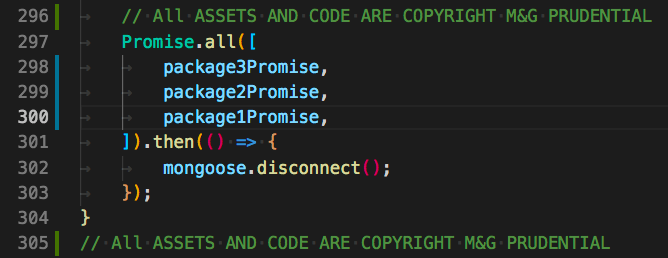 296 // All ASSETS AND CODE ARE COPYRIGHT M&G PRUDENTIAL
297 Promise.all([
298 package3Promise,
299 package2Promise,
300 package1Promise,
301 ]).then(() => {
302 mongoose.disconnect();
303 });
304 }
305 // All ASSETS AND CODE ARE COPYRIGHT M&G PRUDENTIAL